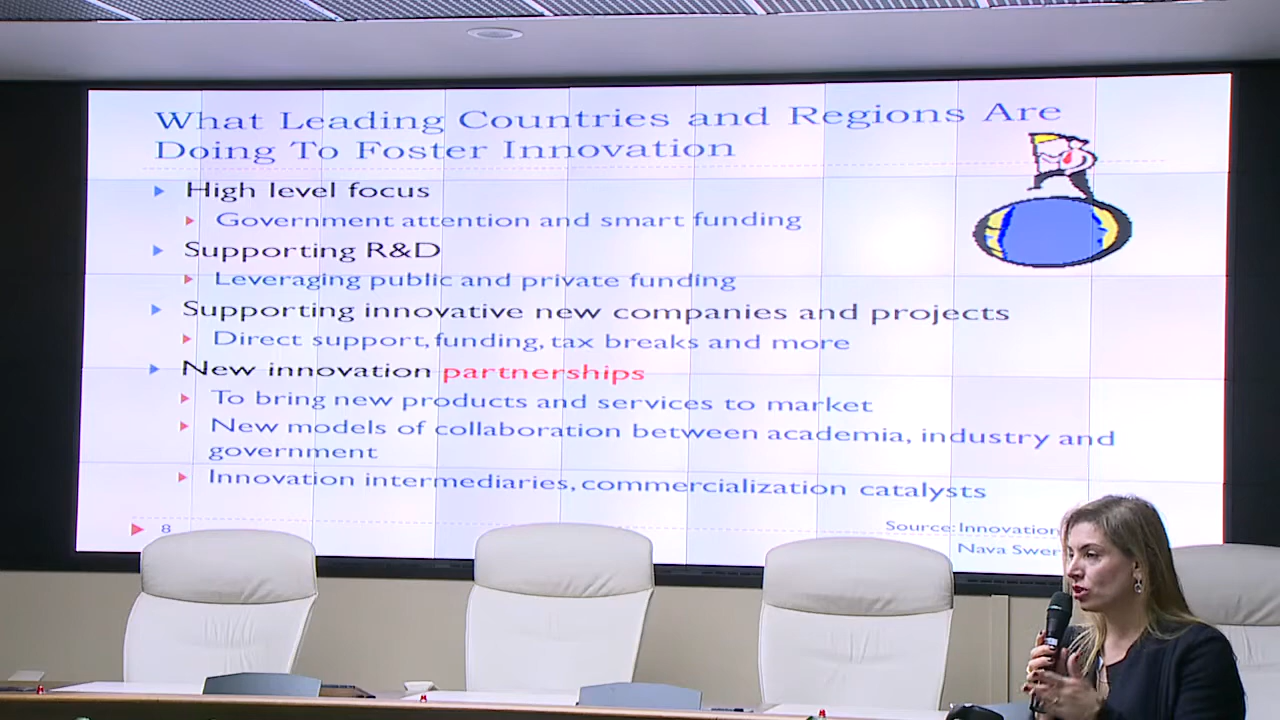 What Leading Countries and Regions Are
Doing To Foster Innovation
High level focus
Government attention and smart funding
Supporting R&D
Leveraging public and private funding
Supporting innovative new companies and projects
Direct support, funding, tax breaks and more
New innovation partnerships
To bring new products and services to market
New models of collaboration between academia, industry and
government
Innovation intermediaries, commercialization catalysts
8
Source: Innovation
Nava Swer